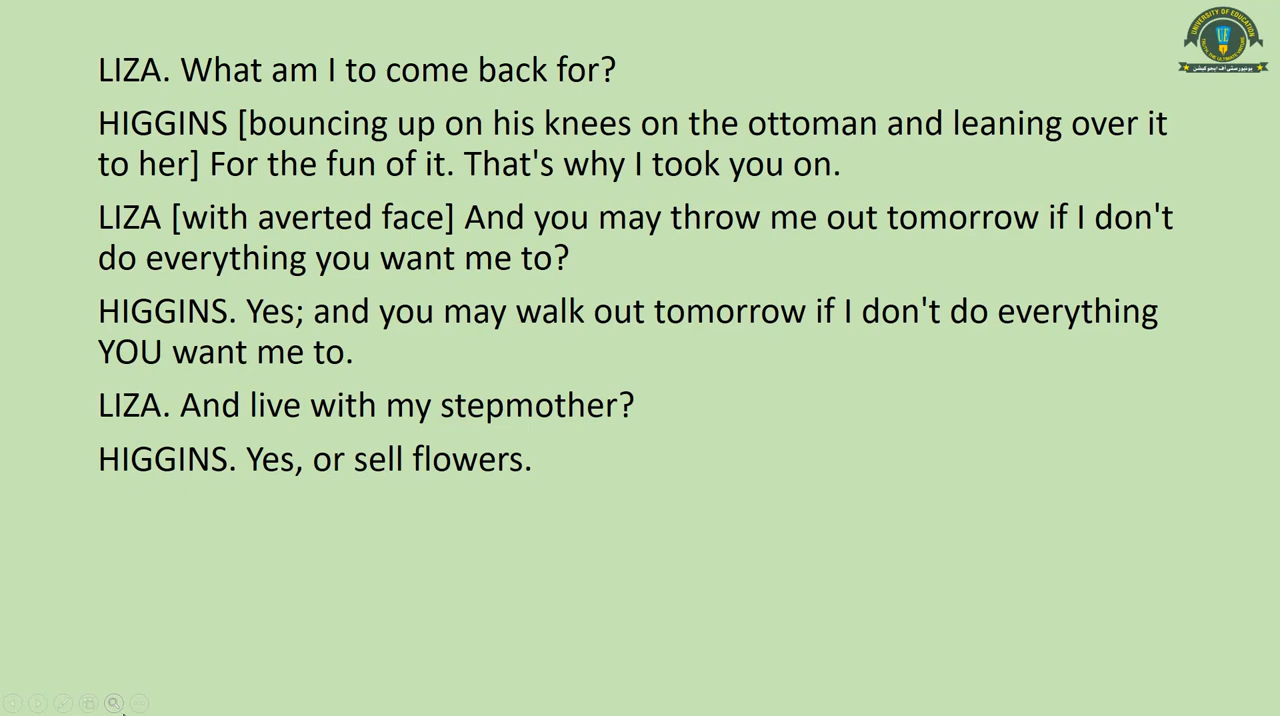 UNIVERSITY OF EDUCATION
UE
LIZA. What am I to come back for?
HIGGINS [bouncing up on his knees on the ottoman and leaning over it
to her] For the fun of it. That's why I took you on.
LIZA [with averted face] And you may throw me out tomorrow if I don't
do everything you want me to?
HIGGINS. Yes; and you may walk out tomorrow if I don't do everything
YOU want me to.
LIZA. And live with my stepmother?
HIGGINS. Yes, or sell flowers.